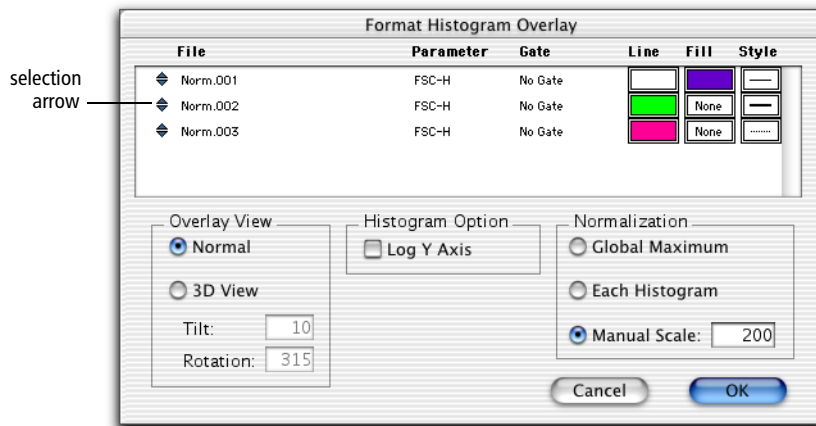 Format Histogram Overlay
File Parameter Gate Line Fill Style
selection
arrow
Norm.001 FSC-H No Gate
Norm.002 FSC-H No Gate None
Norm.003 FSC-H No Gate None
Overlay View
Normal
3D View
Tilt: 10
Rotation: 315
Histogram Option
Log Y Axis
Normalization
Global Maximum
Each Histogram
Manual Scale: 200
Cancel OK